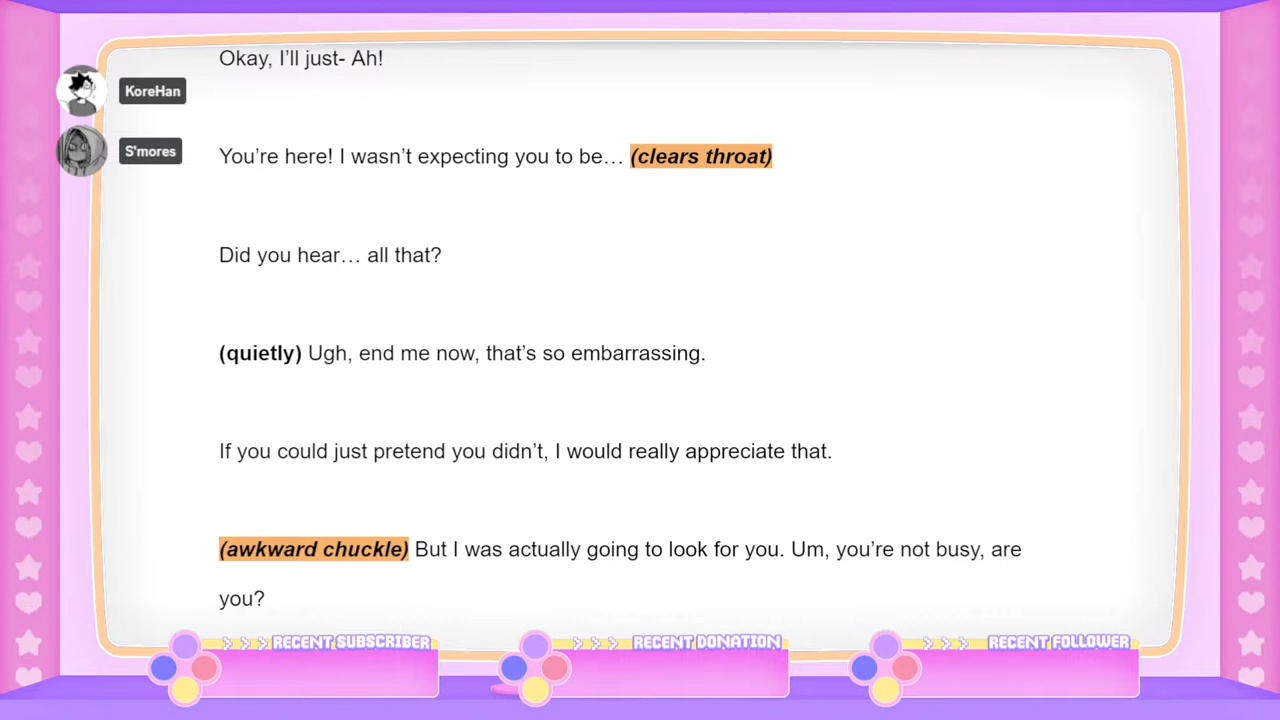 Okay, I’ll just- Ah!
KoreHan
You’re here! I wasn’t expecting you to be… (clears throat)
S'mores
Did you hear… all that?
(quietly) Ugh, end me now, that’s so embarrassing.
If you could just pretend you didn’t, I would really appreciate that.
(awkward chuckle) But I was actually going to look for you. Um, you’re not busy, are
you?
> > > RECENT SUBSCRIBER
> > > RECENT DONATION
> > > RECENT FOLLOWER